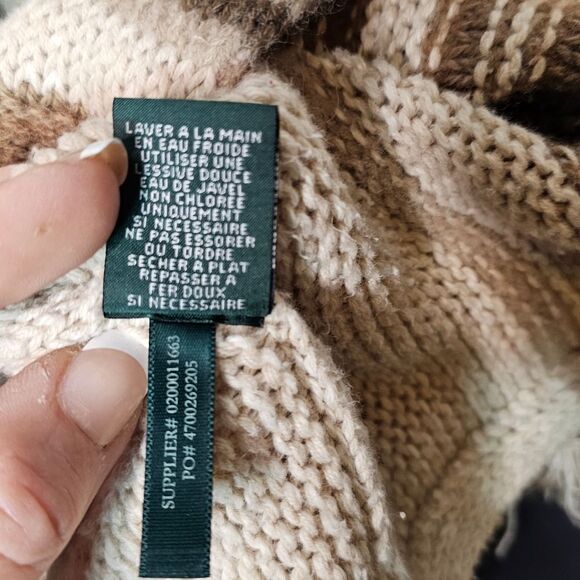 LAVER A LA MAIN
EN EAU FROIDE
UTILISER UNE
LESSIVE DOUCE
EAU DE JAVEL
NON CHLORÉE
UNIQUEMENT
SI NECESSAIRE
NE PAS ESSORER
OU TORDRE
SECHER A PLAT
REPASSER A
FER DOUX
SI NECESSAIRE
SUPPLIER# 0200011663
PO# 4700269205